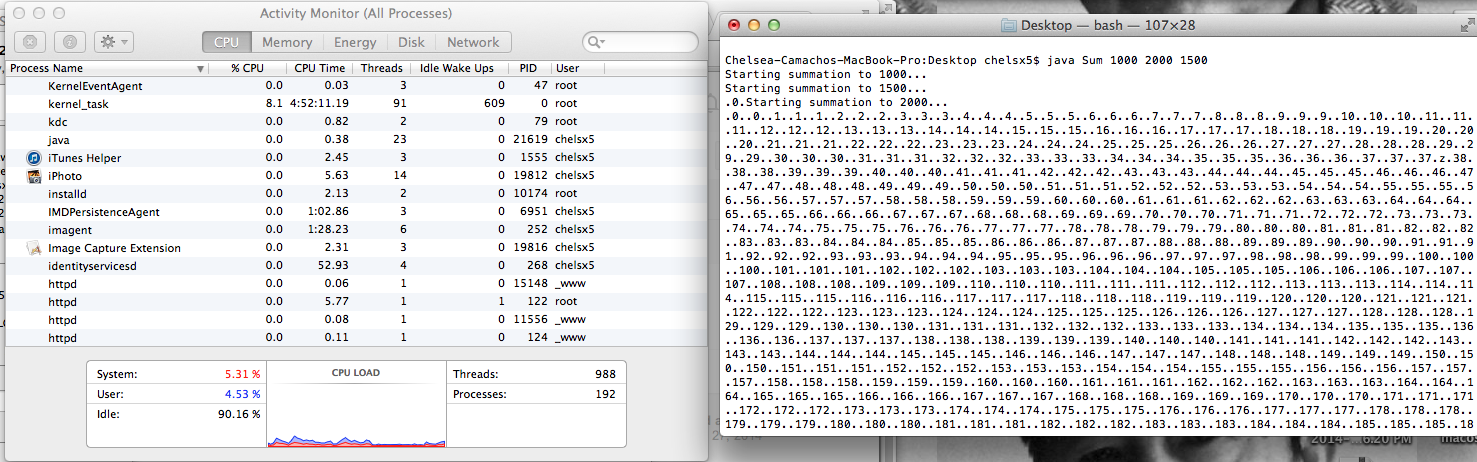 Activity Monitor (All Processes)
CPU Memory Energy Disk Network
Process Name % CPU CPU Time Threads Idle Wake Ups PID User
KernelEventAgent 0.0 0.03 3 0 47 root
kernel_task 8.1 4:52:11.19 91 609 0 root
kdc 0.0 0.82 2 0 79 root
java 0.0 0.38 23 0 21619 chelsx5
iTunes Helper 0.0 2.45 3 0 1555 chelsx5
iPhoto 0.0 5.63 14 0 19812 chelsx5
installd 0.0 2.13 2 0 10174 root
IMDPersistenceAgent 0.0 1:02.86 3 0 6951 chelsx5
imagent 0.0 1:28.23 6 0 252 chelsx5
Image Capture Extension 0.0 2.31 3 0 19816 chelsx5
identityservicesd 0.0 52.93 4 0 268 chelsx5
httpd 0.0 0.06 1 0 15148 _www
httpd 0.0 5.77 1 1 122 root
httpd 0.0 0.08 1 0 11556 _www
httpd 0.0 0.11 1 0 124 _www
System: 5.31 %
User: 4.53 %
Idle: 90.16 %
CPU LOAD
Threads: 988
Processes: 192
Desktop — bash — 107×28
Chelsea-Camachos-MacBook-Pro:Desktop chelsx5$ java Sum 1000 2000 1500
Starting summation to 1000...
Starting summation to 1500...
.0.Starting summation to 2000...
.0..0..1..1..1..2..2..2..3..3..3..4..4..4..5..5..5..6..6..6..7..7..7..8..8..8..9..9..9..10..10..10..11..11.
.11..12..12..12..13..13..13..14..14..14..15..15..15..16..16..16..17..17..17..18..18..18..19..19..19..20..20
..20..21..21..21..22..22..22..23..23..23..24..24..24..25..25..25..26..26..26..27..27..27..28..28..28..29..2
9..29..30..30..30..31..31..31..32..32..32..33..33..33..34..34..34..35..35..35..36..36..36..37..37..37.z.38.
.38..38..39..39..39..40..40..40..41..41..41..42..42..42..43..43..43..44..44..44..45..45..45..46..46..46..47
..47..47..48..48..48..49..49..49..50..50..50..51..51..51..52..52..52..53..53..53..54..54..54..55..55..55..5
6..56..56..57..57..57..58..58..58..59..59..59..60..60..60..61..61..61..62..62..62..63..63..63..64..64..64..
65..65..65..66..66..66..67..67..67..68..68..68..69..69..69..70..70..70..71..71..71..72..72..72..73..73..73.
.74..74..74..75..75..75..76..76..76..77..77..77..78..78..78..79..79..79..80..80..80..81..81..81..82..82..82
..83..83..83..84..84..84..85..85..85..86..86..86..87..87..87..88..88..88..89..89..89..90..90..90..91..91..9
1..92..92..92..93..93..93..94..94..94..95..95..95..96..96..96..97..97..97..98..98..98..99..99..99..100..100
..100..101..101..101..102..102..102..103..103..103..104..104..104..105..105..105..106..106..106..107..107..
107..108..108..108..109..109..109..110..110..110..111..111..111..112..112..112..113..113..113..114..114..11
4..115..115..115..116..116..116..117..117..117..118..118..118..119..119..119..120..120..120..121..121..121.
.122..122..122..123..123..123..124..124..124..125..125..125..126..126..126..127..127..127..128..128..128..1
29..129..129..130..130..130..131..131..131..132..132..132..133..133..133..134..134..134..135..135..135..136
..136..136..137..137..137..138..138..138..139..139..139..140..140..140..141..141..141..142..142..142..143..
143..143..144..144..144..145..145..145..146..146..146..147..147..147..148..148..148..149..149..149..150..15
0..150..151..151..151..152..152..152..153..153..153..154..154..154..155..155..155..156..156..156..157..157.
.157..158..158..158..159..159..159..160..160..160..161..161..161..162..162..162..163..163..163..164..164..1
64..165..165..165..166..166..166..167..167..167..168..168..168..169..169..169..170..170..170..171..171..171
..172..172..172..173..173..173..174..174..174..175..175..175..176..176..176..177..177..177..178..178..178..
179..179..179..180..180..180..181..181..181..182..182..182..183..183..183..184..184..184..185..185..185..18
27, 2014
2014-...6:20 PM